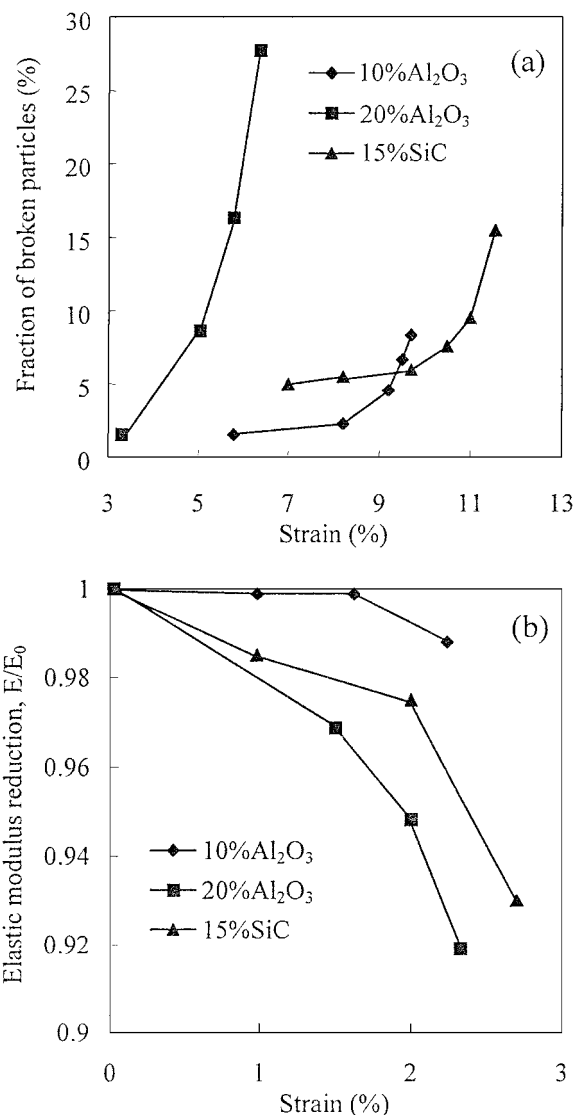 30
25
20
15
10
5
0
Fraction of broken particles (%)
(a)
10%Al₂O₃
20%Al₂O₃
15%SiC
3 5 7 9 11 13
Strain (%)
1
0.98
0.96
0.94
0.92
0.9
Elastic modulus reduction, E/E₀
(b)
10%Al₂O₃
20%Al₂O₃
15%SiC
0 1 2 3
Strain (%)